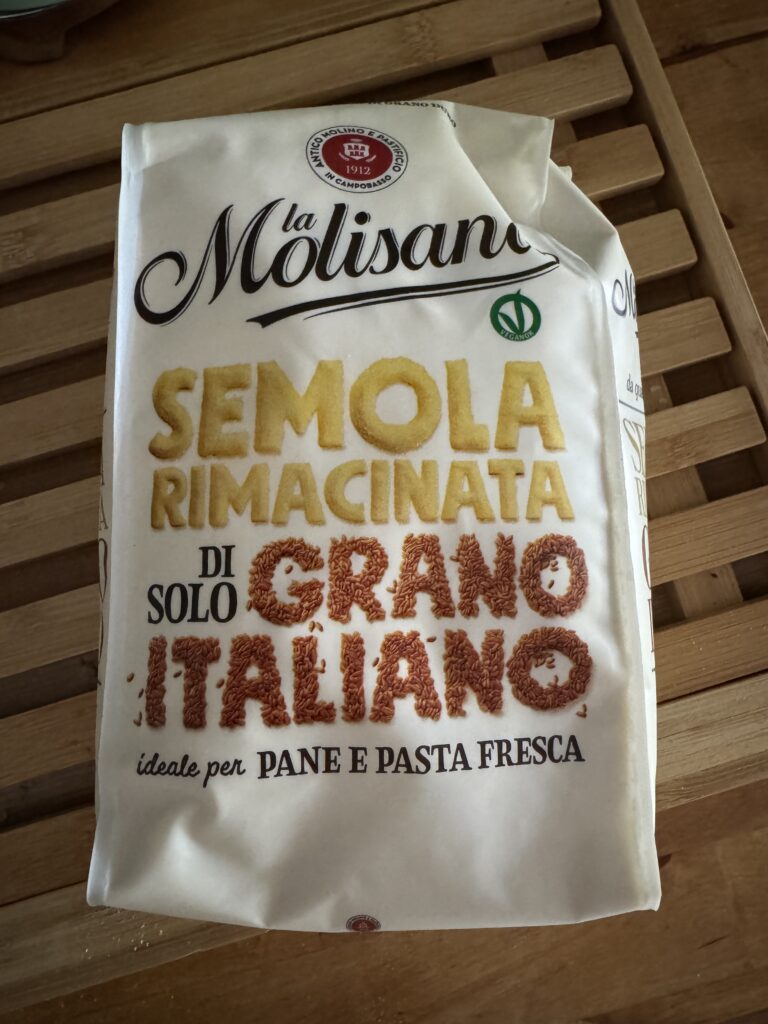 ANTICO MOLINO E PASTIFICIO
1912
IN CAMPOBASSO
la
Molisana
VEGANOK
SEMOLA
RIMACINATA
DI
SOLO
GRANO
ITALIANO
ideale per PANE E PASTA FRESCA